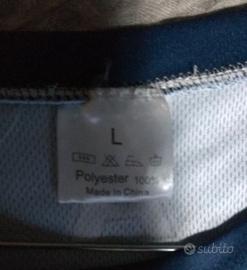 L
Polyester 100%
Made In China
subito